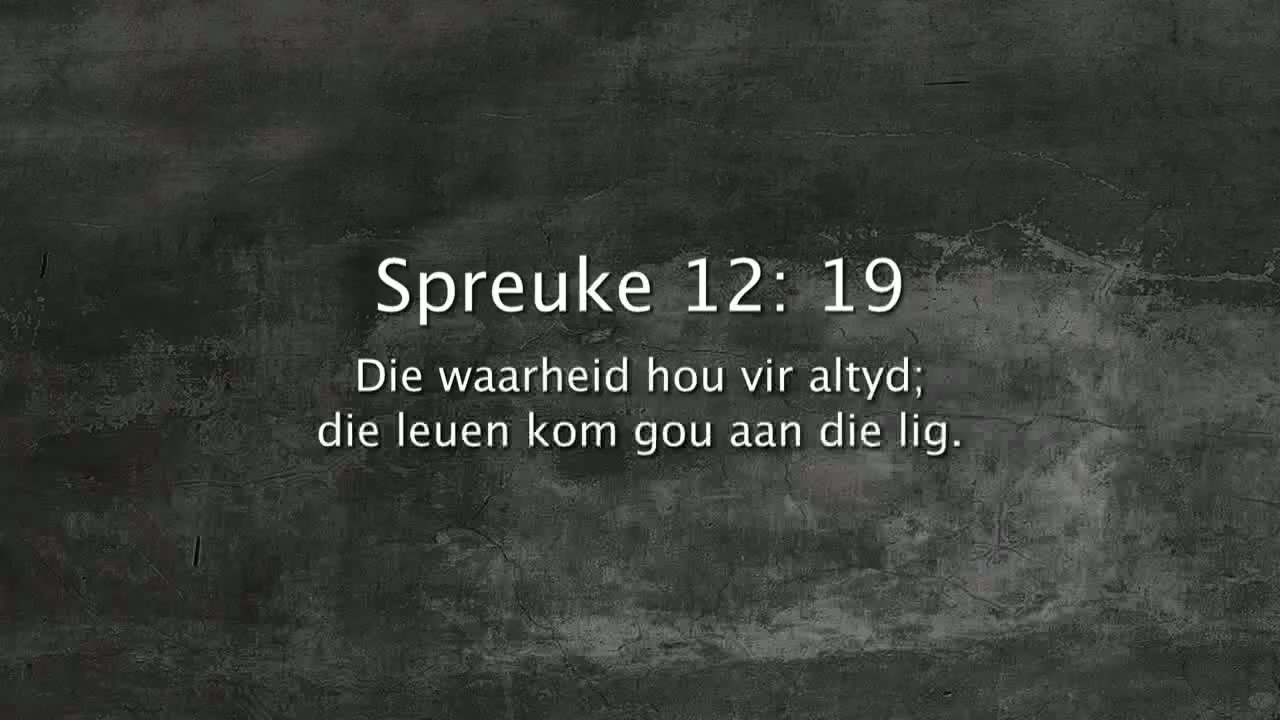 Spreuke 12: 19
Die waarheid hou vir altyd;
die leuen kom gou aan die lig.